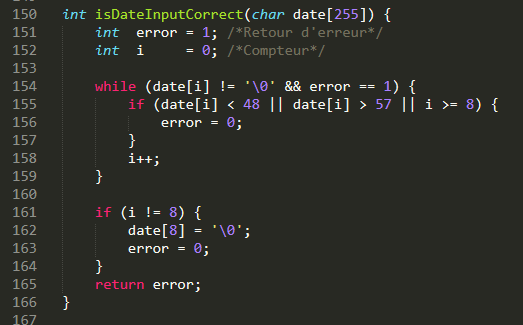 150 int isDateInputCorrect(char date[255]) {
151     int  error = 1; /*Retour d'erreur*/
152     int  i     = 0; /*Compteur*/
153
154     while (date[i] != '\0' && error == 1) {
155         if (date[i] < 48 || date[i] > 57 || i >= 8) {
156             error = 0;
157         }
158         i++;
159     }
160
161     if (i != 8) {
162         date[8] = '\0';
163         error = 0;
164     }
165     return error;
166 }
167